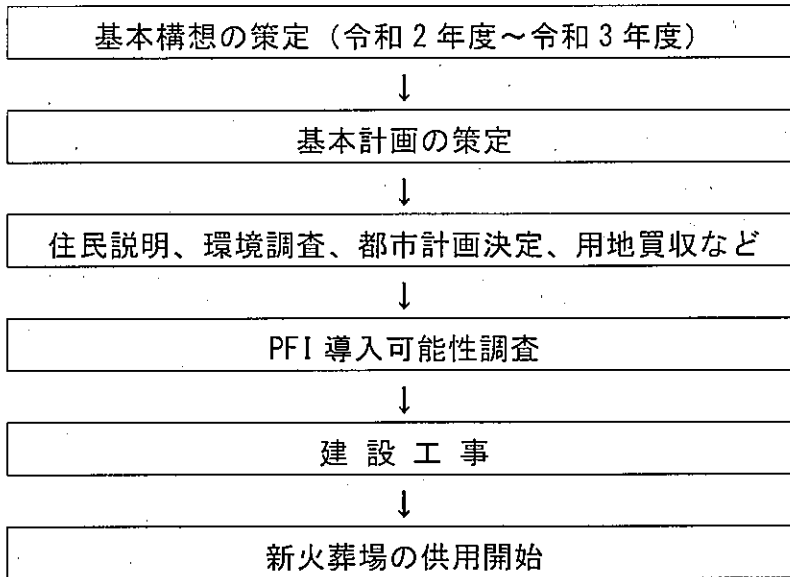 基本構想の策定（令和２年度～令和３年度）
↓
基本計画の策定
↓
住民説明、環境調査、都市計画決定、用地買収など
↓
PFI 導入可能性調査
↓
建 設 工 事
↓
新火葬場の供用開始